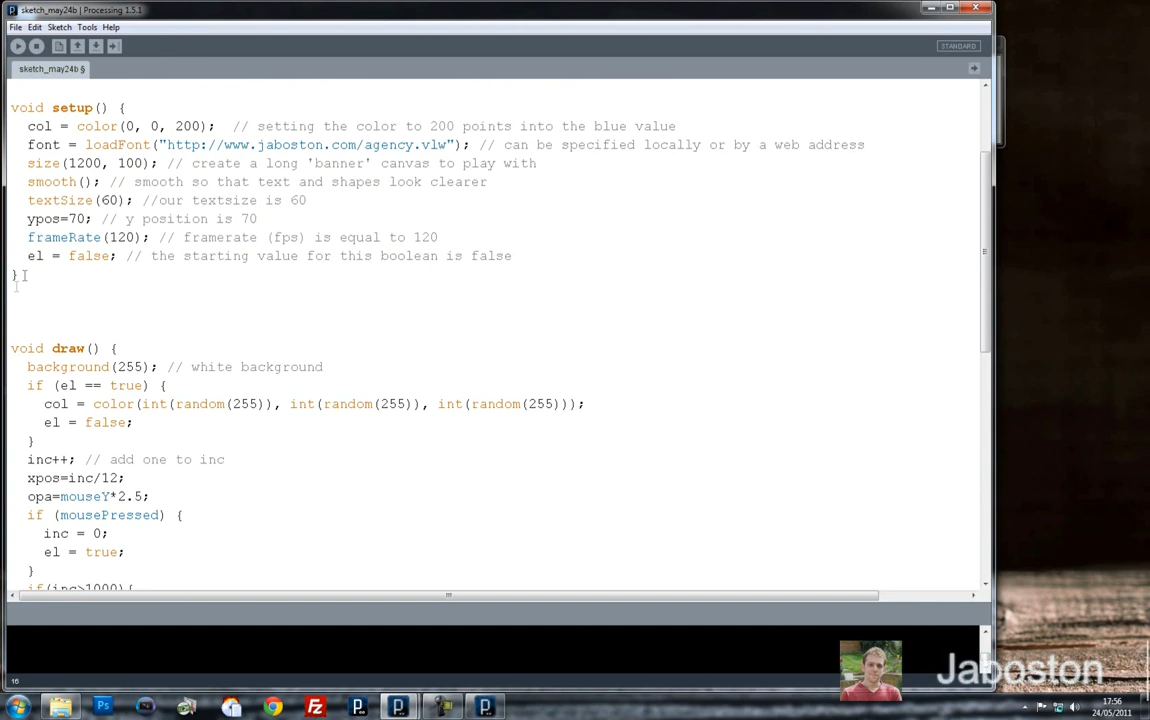 sketch_may24b | Processing 1.5.1
File Edit Sketch Tools Help
STANDARD
sketch_may24b §
void setup() {
col = color(0, 0, 200); // setting the color to 200 points into the blue value
font = loadFont("http://www.jaboston.com/agency.vlw"); // can be specified locally or by a web address
size(1200, 100); // create a long 'banner' canvas to play with
smooth(); // smooth so that text and shapes look clearer
textSize(60); //our textsize is 60
ypos=70; // y position is 70
frameRate(120); // framerate (fps) is equal to 120
el = false; // the starting value for this boolean is false
}
void draw() {
background(255); // white background
if (el == true) {
col = color(int(random(255)), int(random(255)), int(random(255)));
el = false;
}
inc++; // add one to inc
xpos=inc/12;
opa=mouseY*2.5;
if (mousePressed) {
inc = 0;
el = true;
}
if(inc>1000){
16
Jaboston
Ps
Fz
17:56
24/05/2011